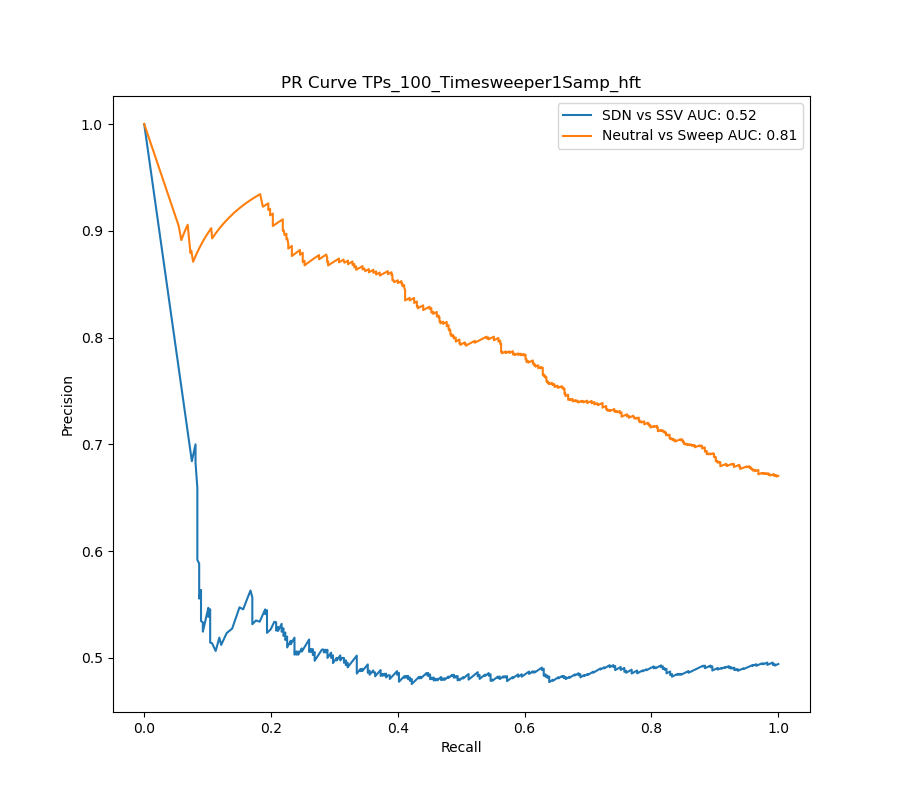 PR Curve TPs_100_Timesweeper1Samp_hft
SDN vs SSV AUC: 0.52
Neutral vs Sweep AUC: 0.81
1.0
0.9
0.8
0.7
0.6
0.5
Precision
0.0 0.2 0.4 0.6 0.8 1.0
Recall